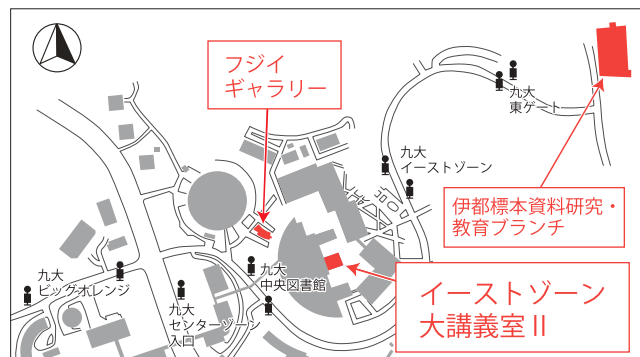 フジイ
ギャラリー
九大
東ゲート
九大
イーストゾーン
伊都標本資料研究・
教育ブランチ
九大
ビッグオレンジ
九大
中央図書館
九大
センターゾーン
入口
イーストゾーン
大講義室Ⅱ